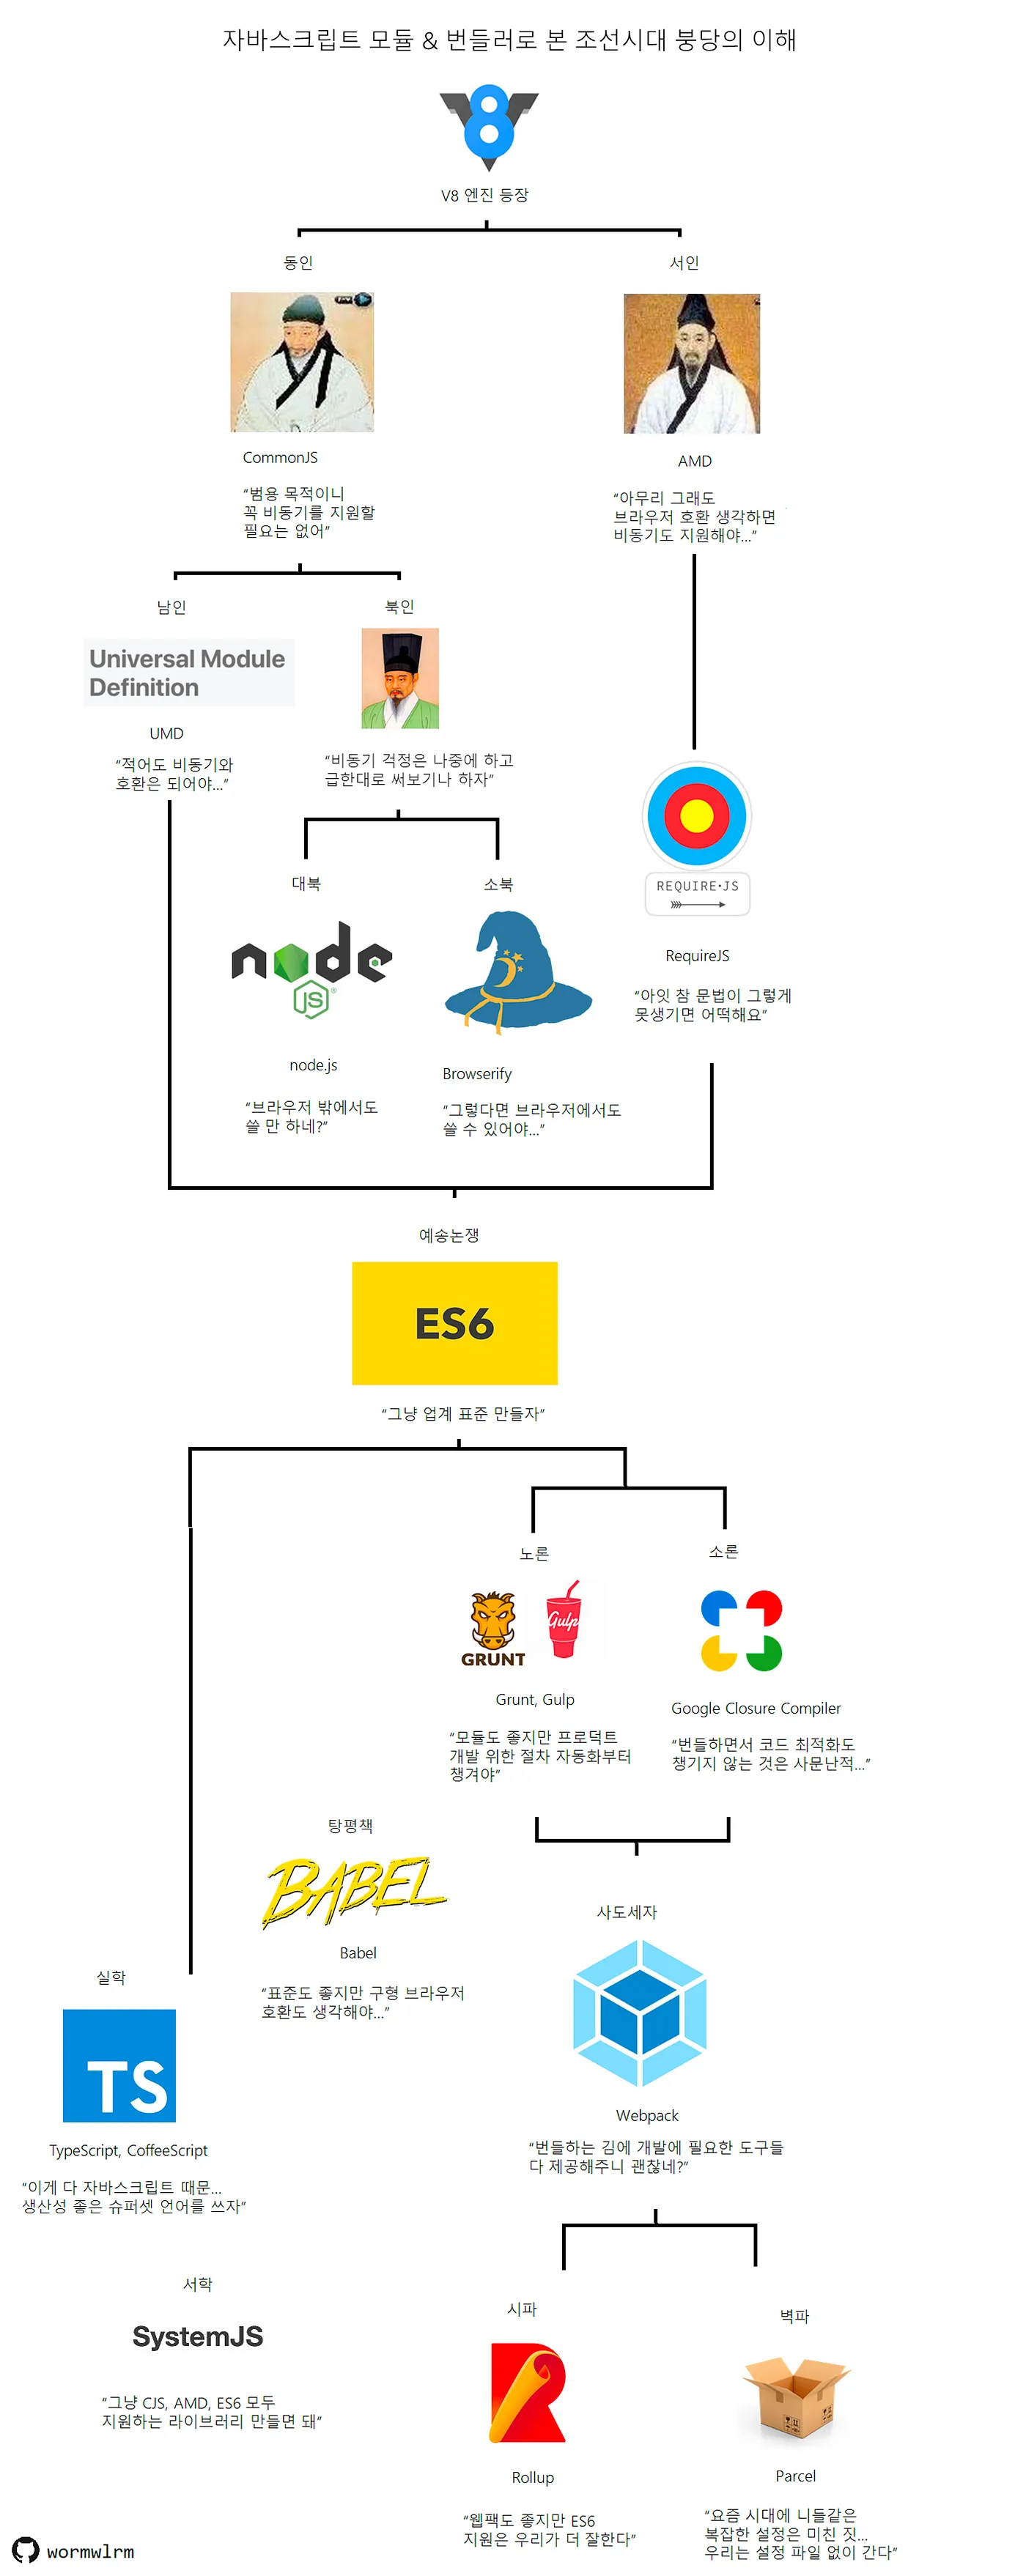 자바스크립트 모듈 & 번들러로 본 조선시대 붕당의 이해
V8 엔진 등장
동인
서인
CommonJS
AMD
“범용 목적이니
꼭 비동기를 지원할
필요는 없어”
“아무리 그래도
브라우저 호환 생각하면
비동기도 지원해야...”
남인
북인
Universal Module
Definition
UMD
“적어도 비동기와
호환은 되어야...”
“비동기 걱정은 나중에 하고
급한대로 써보기나 하자”
대북
소북
node
JS
REQUIRE·JS
RequireJS
“아잇 참 문법이 그렇게
못생기면 어떡해요”
node.js
Browserify
“브라우저 밖에서도
쓸 만 하네?”
“그렇다면 브라우저에서도
쓸 수 있어야...”
예송논쟁
ES6
“그냥 업계 표준 만들자”
노론
소론
GRUNT
Gulp
Grunt, Gulp
Google Closure Compiler
“모듈도 좋지만 프로덕트
개발 위한 절차 자동화부터
챙겨야”
“번들하면서 코드 최적화도
챙기지 않는 것은 사문난적...”
탕평책
BABEL
Babel
“표준도 좋지만 구형 브라우저
호환도 생각해야...”
사도세자
Webpack
“번들하는 김에 개발에 필요한 도구들
다 제공해주니 괜찮네?”
실학
TS
TypeScript, CoffeeScript
“이게 다 자바스크립트 때문...
생산성 좋은 슈퍼셋 언어를 쓰자”
서학
SystemJS
“그냥 CJS, AMD, ES6 모두
지원하는 라이브러리 만들면 돼”
시파
벽파
Rollup
Parcel
“웹팩도 좋지만 ES6
지원은 우리가 더 잘한다”
“요즘 시대에 니들같은
복잡한 설정은 미친 짓...
우리는 설정 파일 없이 간다”
wormwlrm